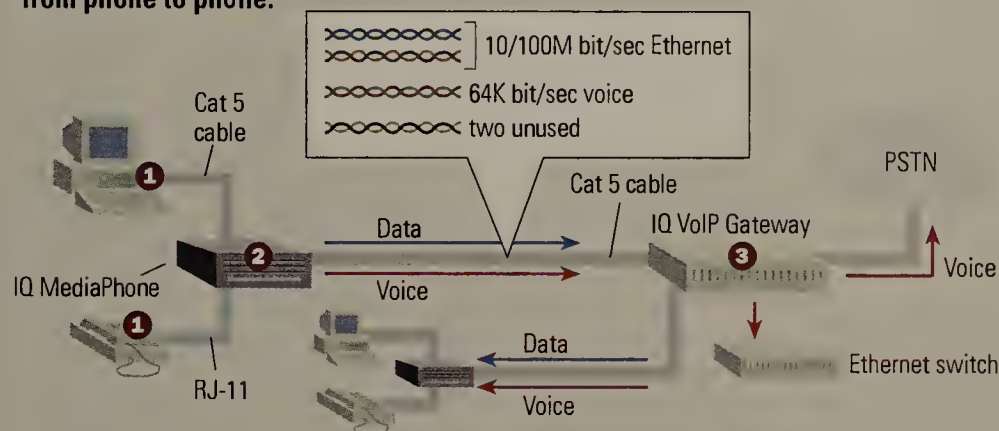 from phone to phone.
10/100M bit/sec Ethernet
64K bit/sec voice
two unused
Cat 5
cable
PSTN
Cat 5 cable
1
Data
IQ VoIP Gateway
2
3
IQ MediaPhone
Voice
Voice
1
Data
Ethernet switch
RJ-11
Voice